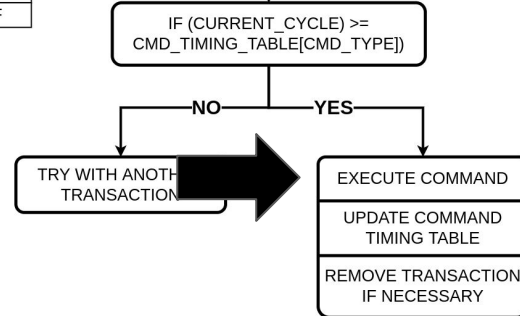 IF (CURRENT_CYCLE) >=
CMD_TIMING_TABLE[CMD_TYPE])
NO
YES
TRY WITH
TRANSACTION
EXECUTE COMMAND
UPDATE COMMAND
TIMING TABLE
REMOVE TRANSACTION
IF NECESSARY